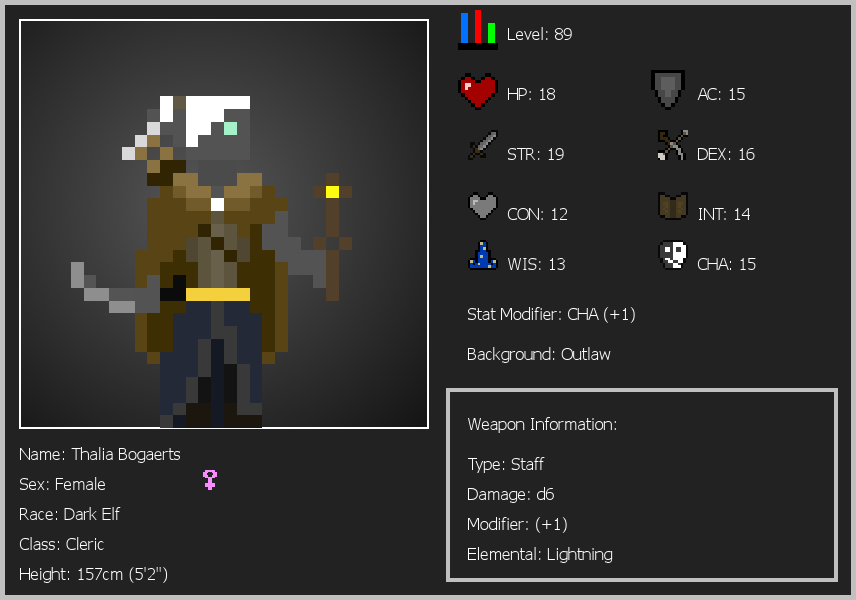 Level: 89
HP: 18
AC: 15
STR: 19
DEX: 16
CON: 12
INT: 14
WIS: 13
CHA: 15
Stat Modifier: CHA (+1)
Background: Outlaw
Weapon Information:
Type: Staff
Damage: d6
Modifier: (+1)
Elemental: Lightning
Name: Thalia Bogaerts
Sex: Female
Race: Dark Elf
Class: Cleric
Height: 157cm (5'2")